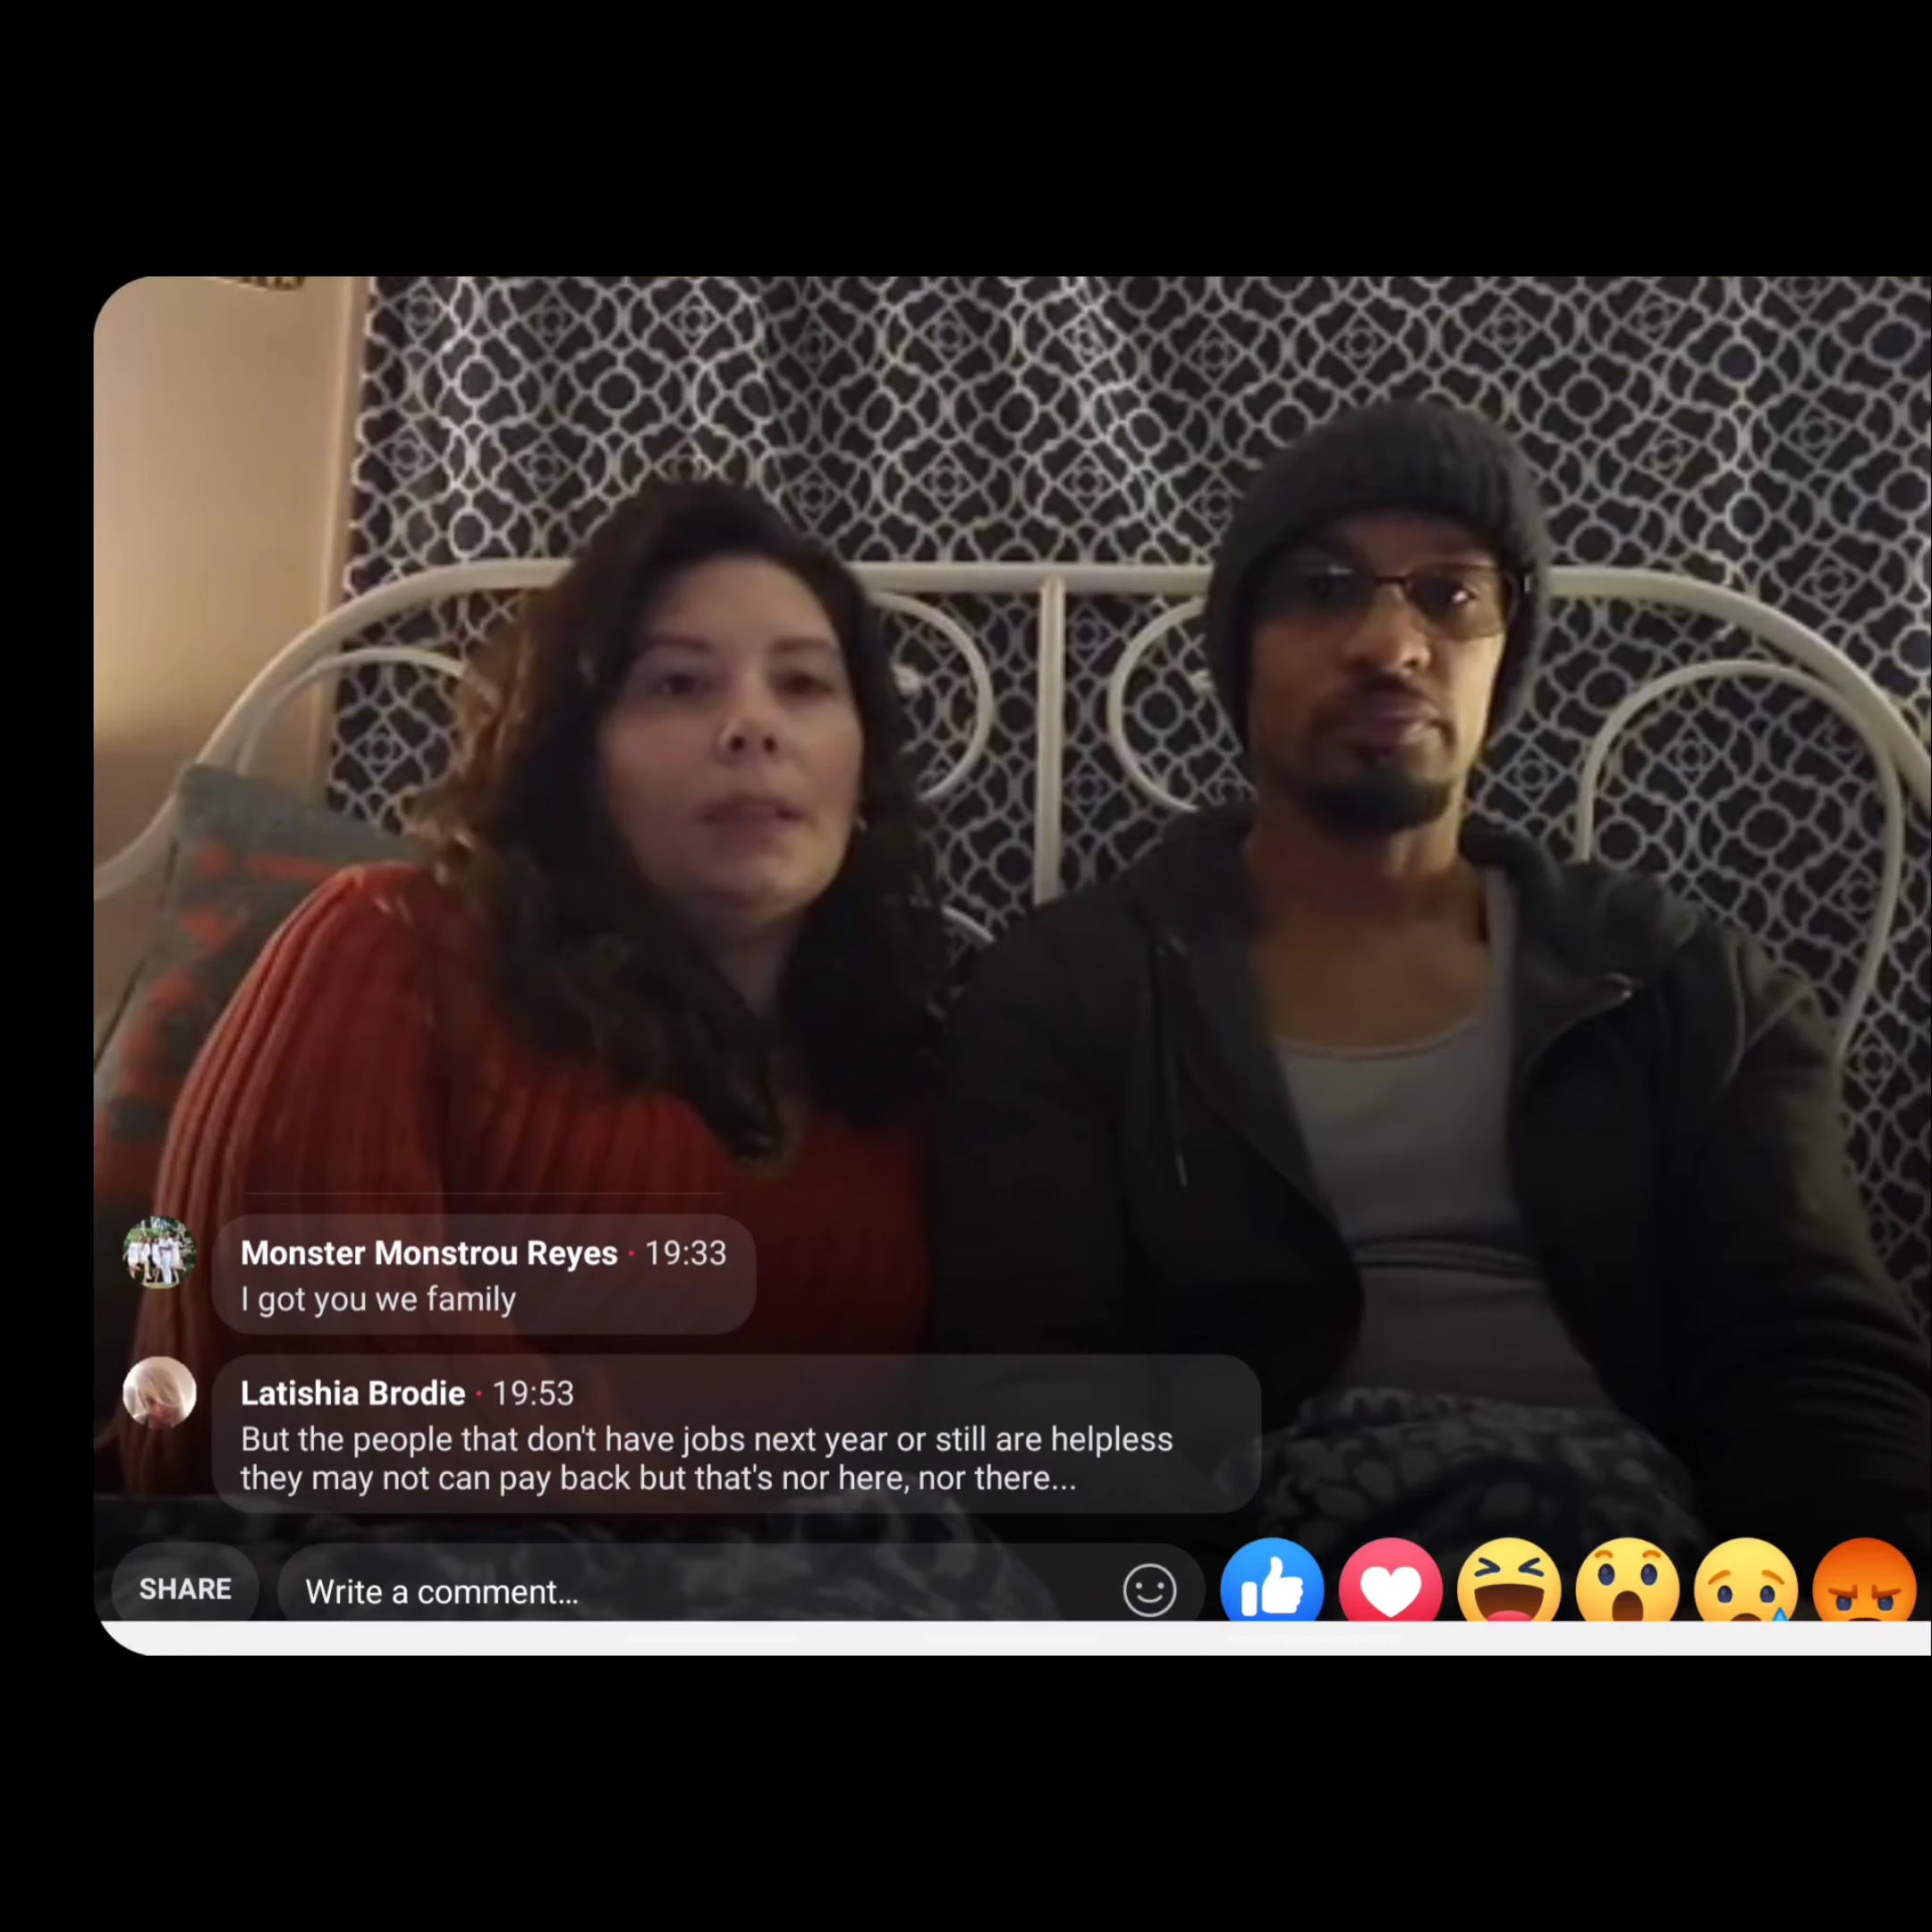 Monster Monstrou Reyes · 19:33
I got you we family
Latishia Brodie · 19:53
But the people that don't have jobs next year or still are helpless
they may not can pay back but that's nor here, nor there...
SHARE
Write a comment...